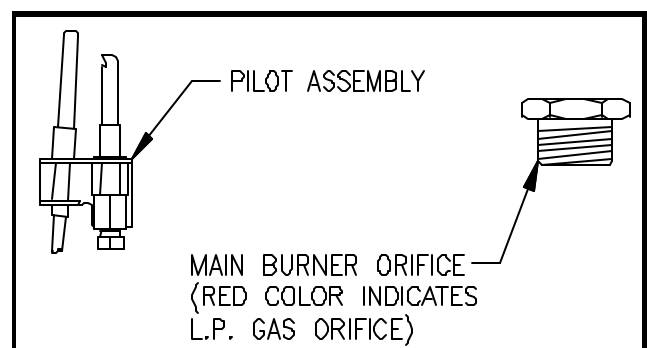 PILOT ASSEMBLY
MAIN BURNER ORIFICE
(RED COLOR INDICATES
L.P. GAS ORIFICE)